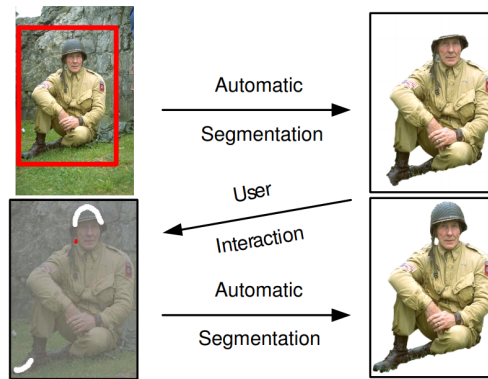 Automatic
Segmentation
User
Interaction
Automatic
Segmentation